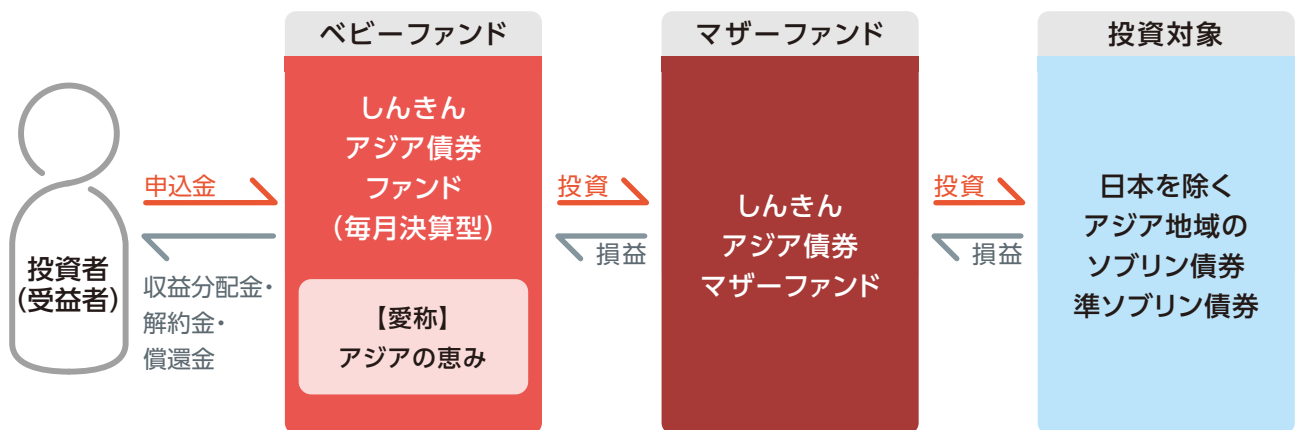 ベビーファンド
マザーファンド
投資対象
投資者
(受益者)
申込金
収益分配金・
解約金・
償還金
しんきん
アジア債券
ファンド
(毎月決算型)
【愛称】
アジアの恵み
投資
損益
しんきん
アジア債券
マザーファンド
投資
損益
日本を除く
アジア地域の
ソブリン債券
準ソブリン債券